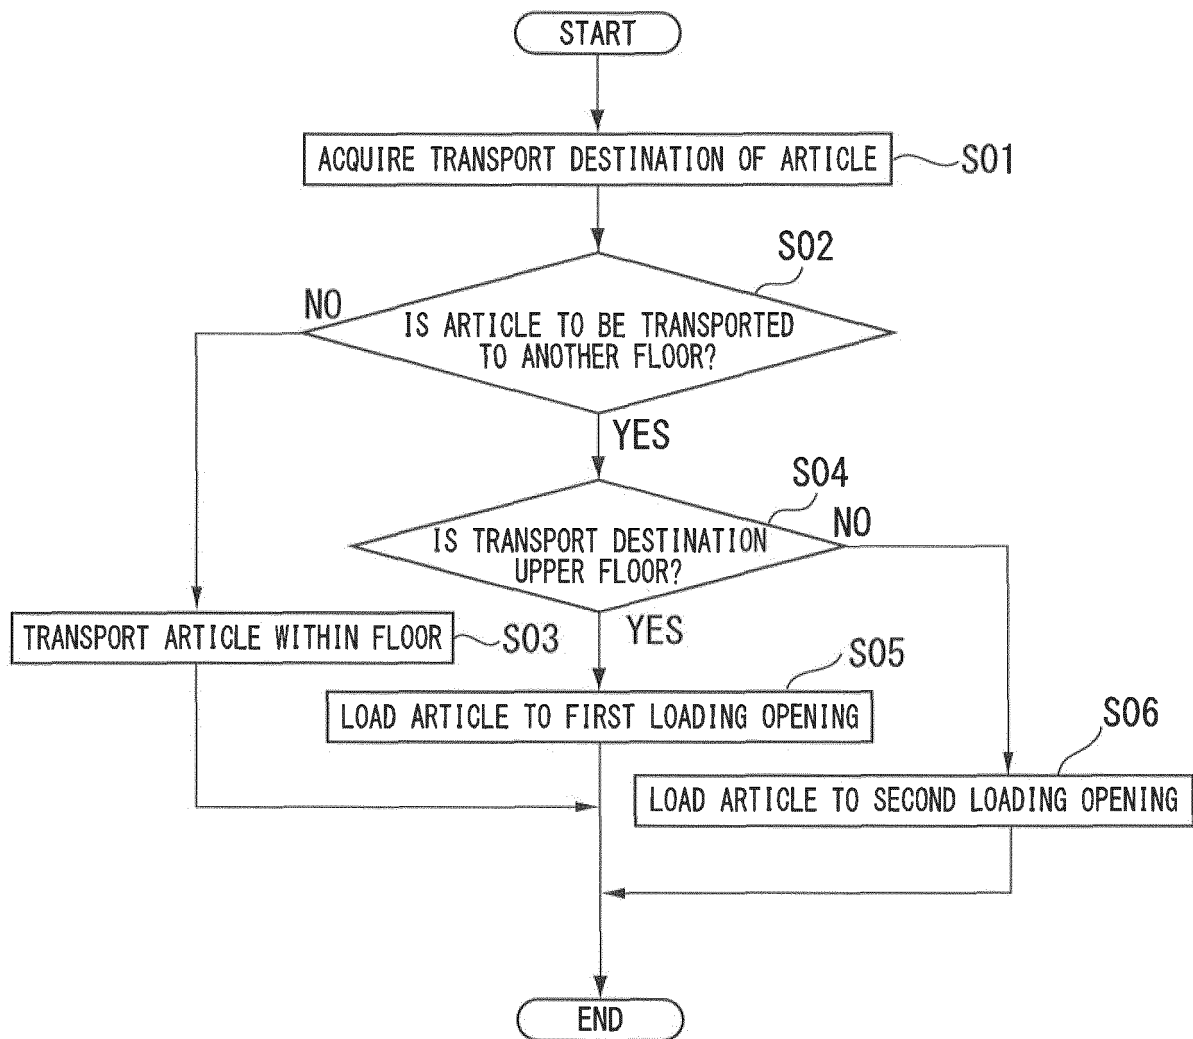 START
ACQUIRE TRANSPORT DESTINATION OF ARTICLE
S01
S02
NO
IS ARTICLE TO BE TRANSPORTED
TO ANOTHER FLOOR?
YES
S04
NO
IS TRANSPORT DESTINATION
UPPER FLOOR?
YES
TRANSPORT ARTICLE WITHIN FLOOR
S03
S05
LOAD ARTICLE TO FIRST LOADING OPENING
S06
LOAD ARTICLE TO SECOND LOADING OPENING
END